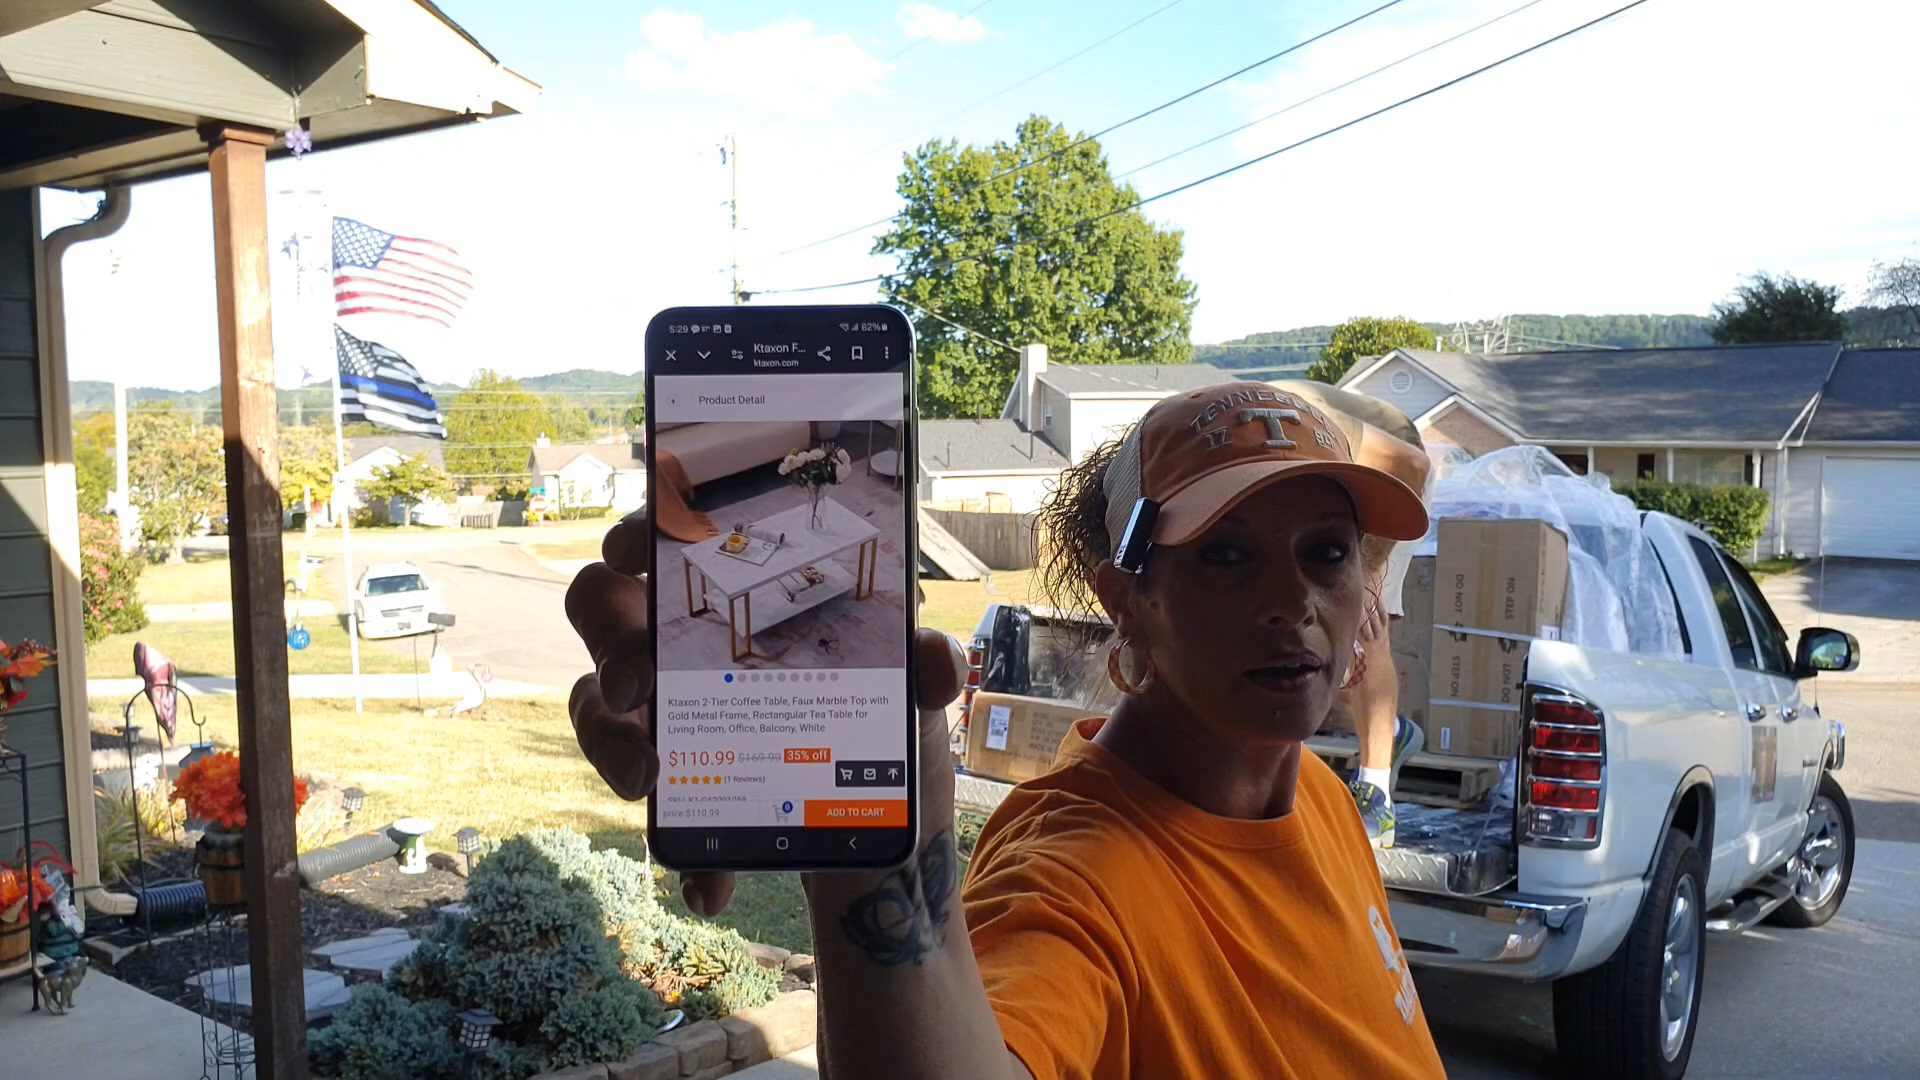 5:29
82%
Ktaxon F...
ktaxon.com
Product Detail
Ktaxon 2-Tier Coffee Table, Faux Marble Top with
Gold Metal Frame, Rectangular Tea Table for
Living Room, Office, Balcony, White
$110.99 $169.99 35% off
(1 Reviews)
price:$110.99
0
ADD TO CART
TENNESSEE
17 T 96
DO NOT
STEP ON
DO NOT
STEP ON